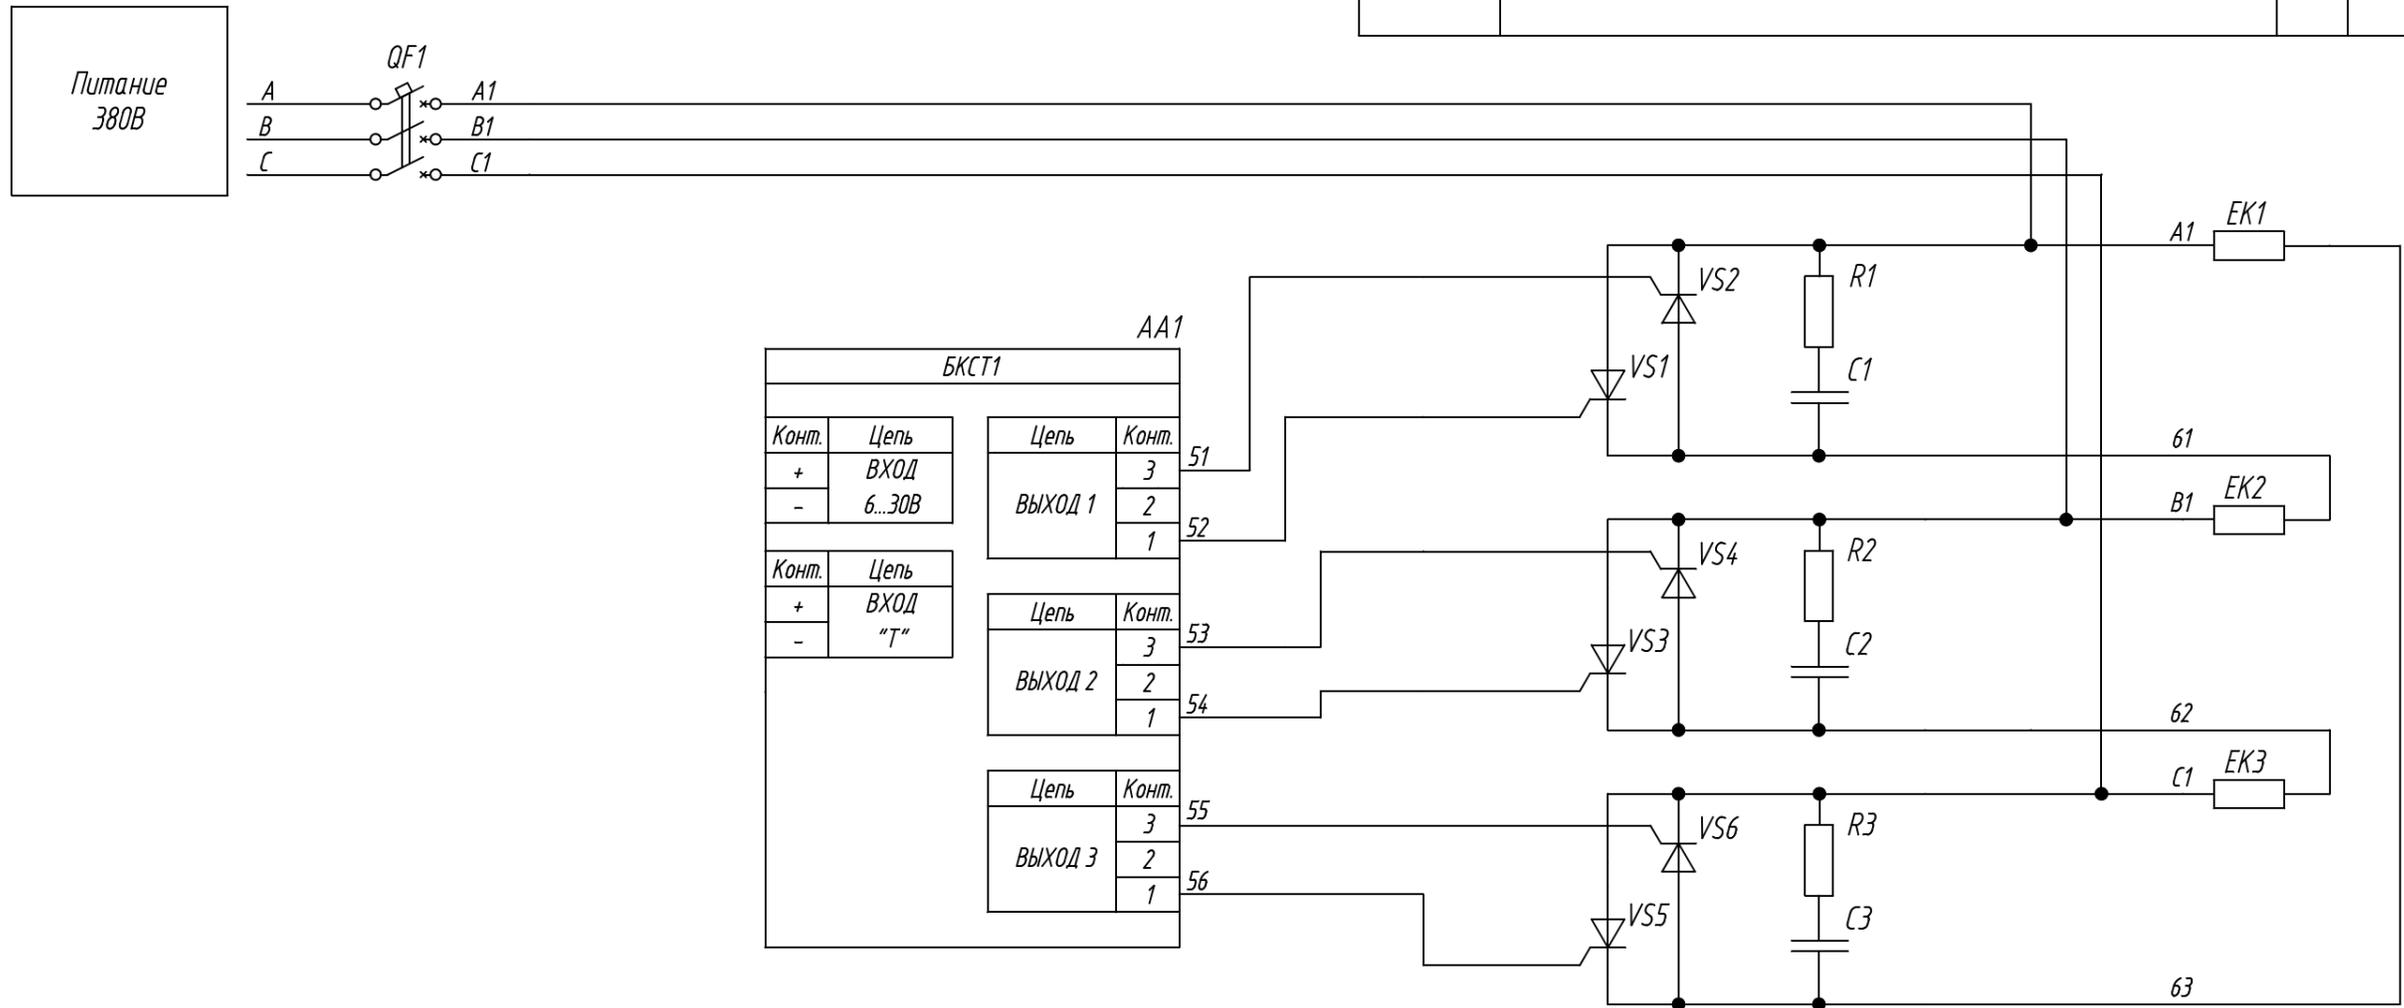 Питание
380В
QF1
A
B
C
A1
B1
C1
A1
EK1
VS2
R1
VS1
C1
AA1
БКСТ1
Конт.
Цепь
+
ВХОД
-
6...30В
Цепь
Конт.
ВЫХОД 1
3
2
1
51
52
61
B1
EK2
Конт.
Цепь
+
ВХОД
-
"Т"
Цепь
Конт.
ВЫХОД 2
3
2
1
53
54
VS4
R2
VS3
C2
62
C1
EK3
Цепь
Конт.
ВЫХОД 3
3
2
1
55
56
VS6
R3
VS5
C3
63